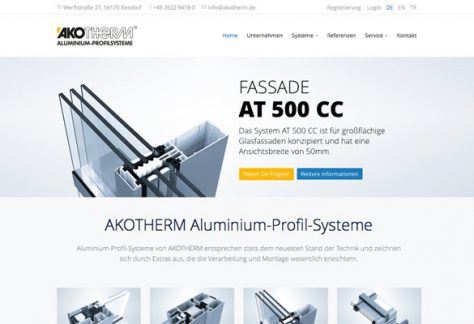 Werftstraße 27, 56170 Bendorf +49 2622 9418-0 info@akotherm.de Registrierung Login DE EN TR
AKOTHERM®
ALUMINIUM-PROFILSYSTEME
Home Unternehmen Systeme Referenzen Service Kontakt
FASSADE
AT 500 CC
Das System AT 500 CC ist für großflächige
Glasfassaden konzipiert und hat eine
Ansichtsbreite von 50mm.
Haben Sie Fragen? Weitere Informationen
AKOTHERM Aluminium-Profil-Systeme
Aluminium-Profil-Systeme von AKOTHERM entsprechen stets dem neuesten Stand der Technik und zeichnen
sich durch Extras aus, die die Verarbeitung und Montage wesentlich erleichtern.